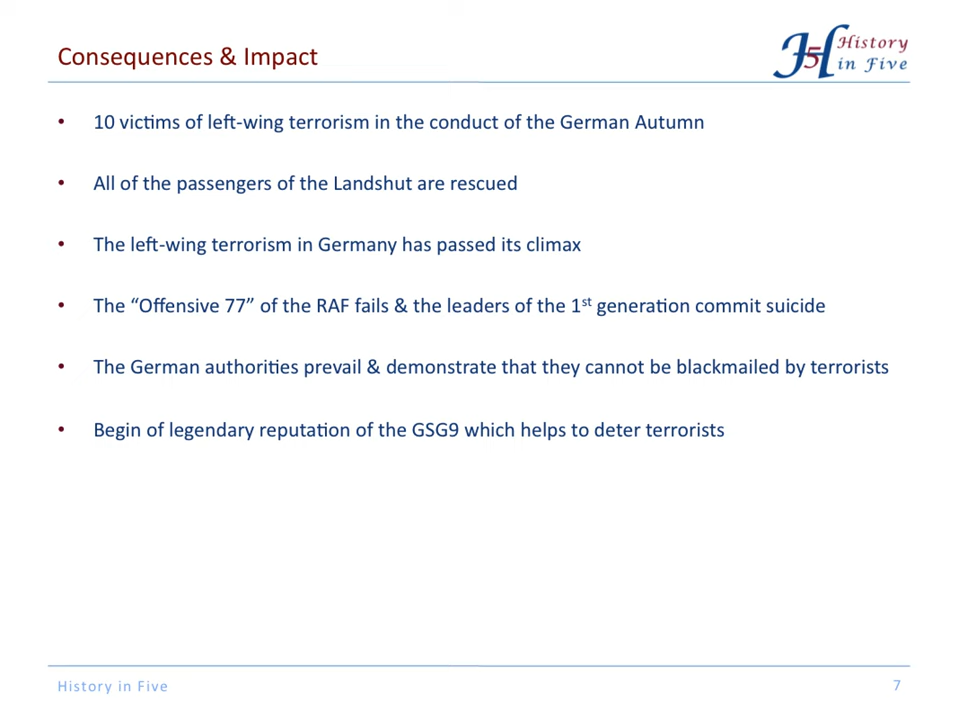 Consequences & Impact
History
in Five
• 10 victims of left-wing terrorism in the conduct of the German Autumn
• All of the passengers of the Landshut are rescued
• The left-wing terrorism in Germany has passed its climax
• The “Offensive 77” of the RAF fails & the leaders of the 1st generation commit suicide
• The German authorities prevail & demonstrate that they cannot be blackmailed by terrorists
• Begin of legendary reputation of the GSG9 which helps to deter terrorists
History in Five
7